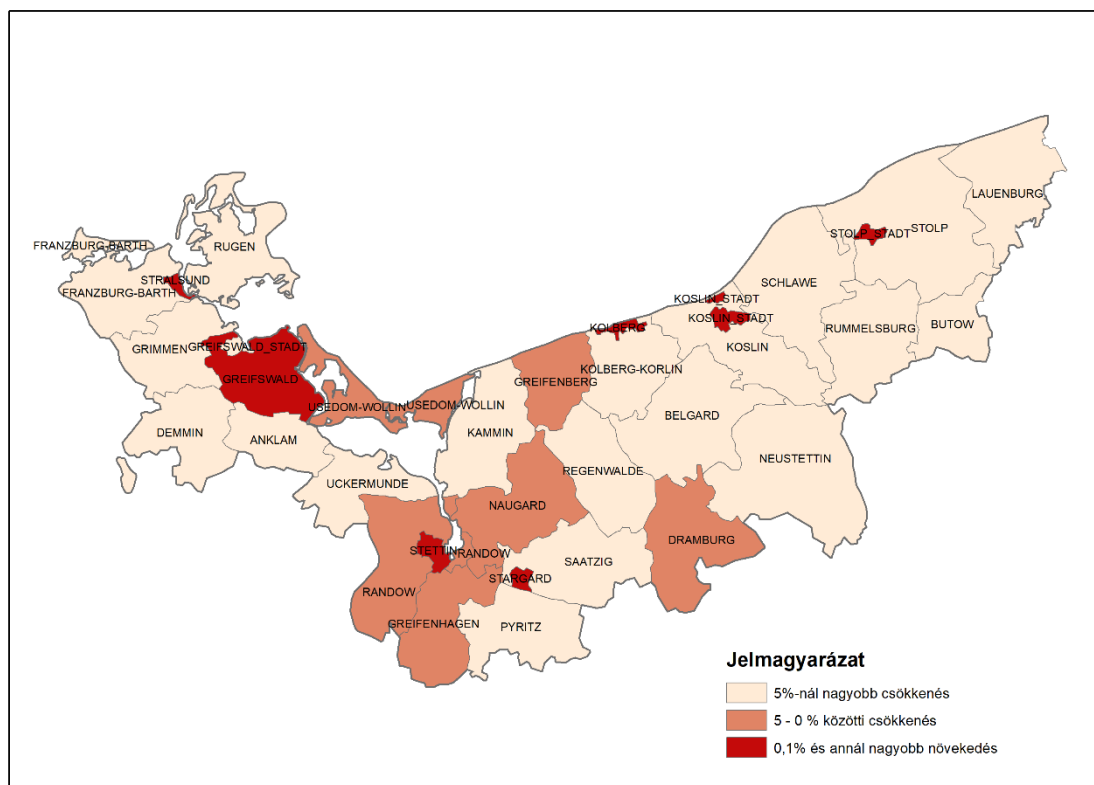 LAUENBURG
STOLP_STADT
STOLP
FRANZBURG-BARTH
RUGEN
STRALSUND
FRANZBURG-BARTH
SCHLAWE
KOSLIN_STADT
KOSLIN_STADT
KOLBERG
RUMMELSBURG
BUTOW
GRIMMEN
GREIFSWALD_STADT
KOSLIN
GREIFSWALD
KOLBERG-KORLIN
GREIFENBERG
USEDOM-WOLLIN
USEDOM-WOLLIN
BELGARD
DEMMIN
ANKLAM
KAMMIN
NEUSTETTIN
REGENWALDE
UCKERMUNDE
NAUGARD
DRAMBURG
STETTIN
RANDOW
SAATZIG
STARGARD
RANDOW
GREIFENHAGEN
PYRITZ
Jelmagyarázat
5%-nál nagyobb csökkenés
5 - 0 % közötti csökkenés
0,1% és annál nagyobb növekedés